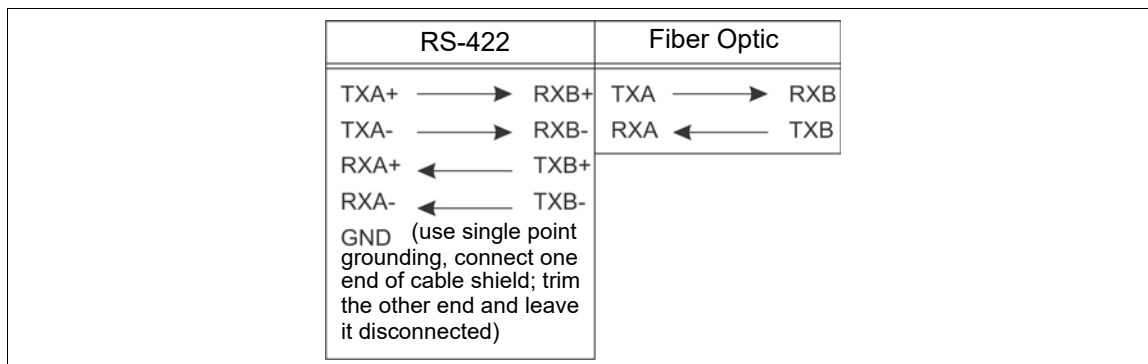 RS-422 Fiber Optic
TXA+ RXB+ TXA RXB
TXA- RXB- RXA TXB
RXA+ TXB+
RXA- TXB-
GND (use single point
grounding, connect one
end of cable shield; trim
the other end and leave
it disconnected)